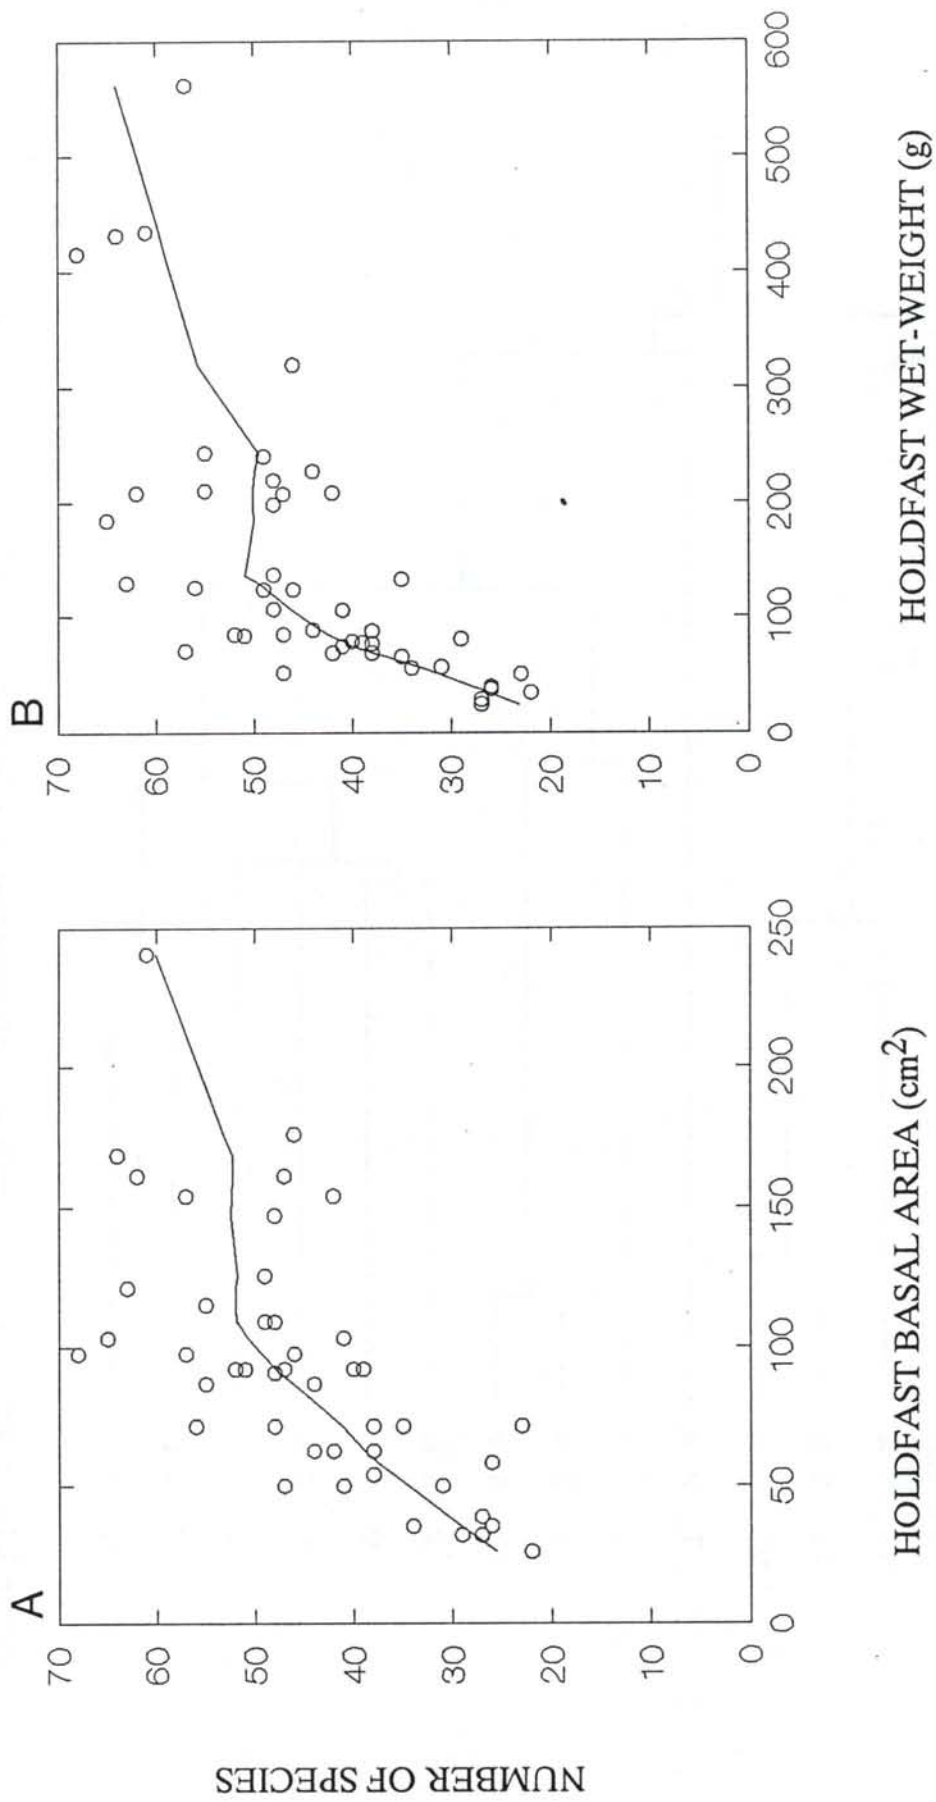 A
NUMBER OF SPECIES
70
60
50
40
30
20
10
0
0 50 100 150 200 250
HOLDFAST BASAL AREA (cm²)
B
70
60
50
40
30
20
10
0
0 100 200 300 400 500 600
HOLDFAST WET-WEIGHT (g)